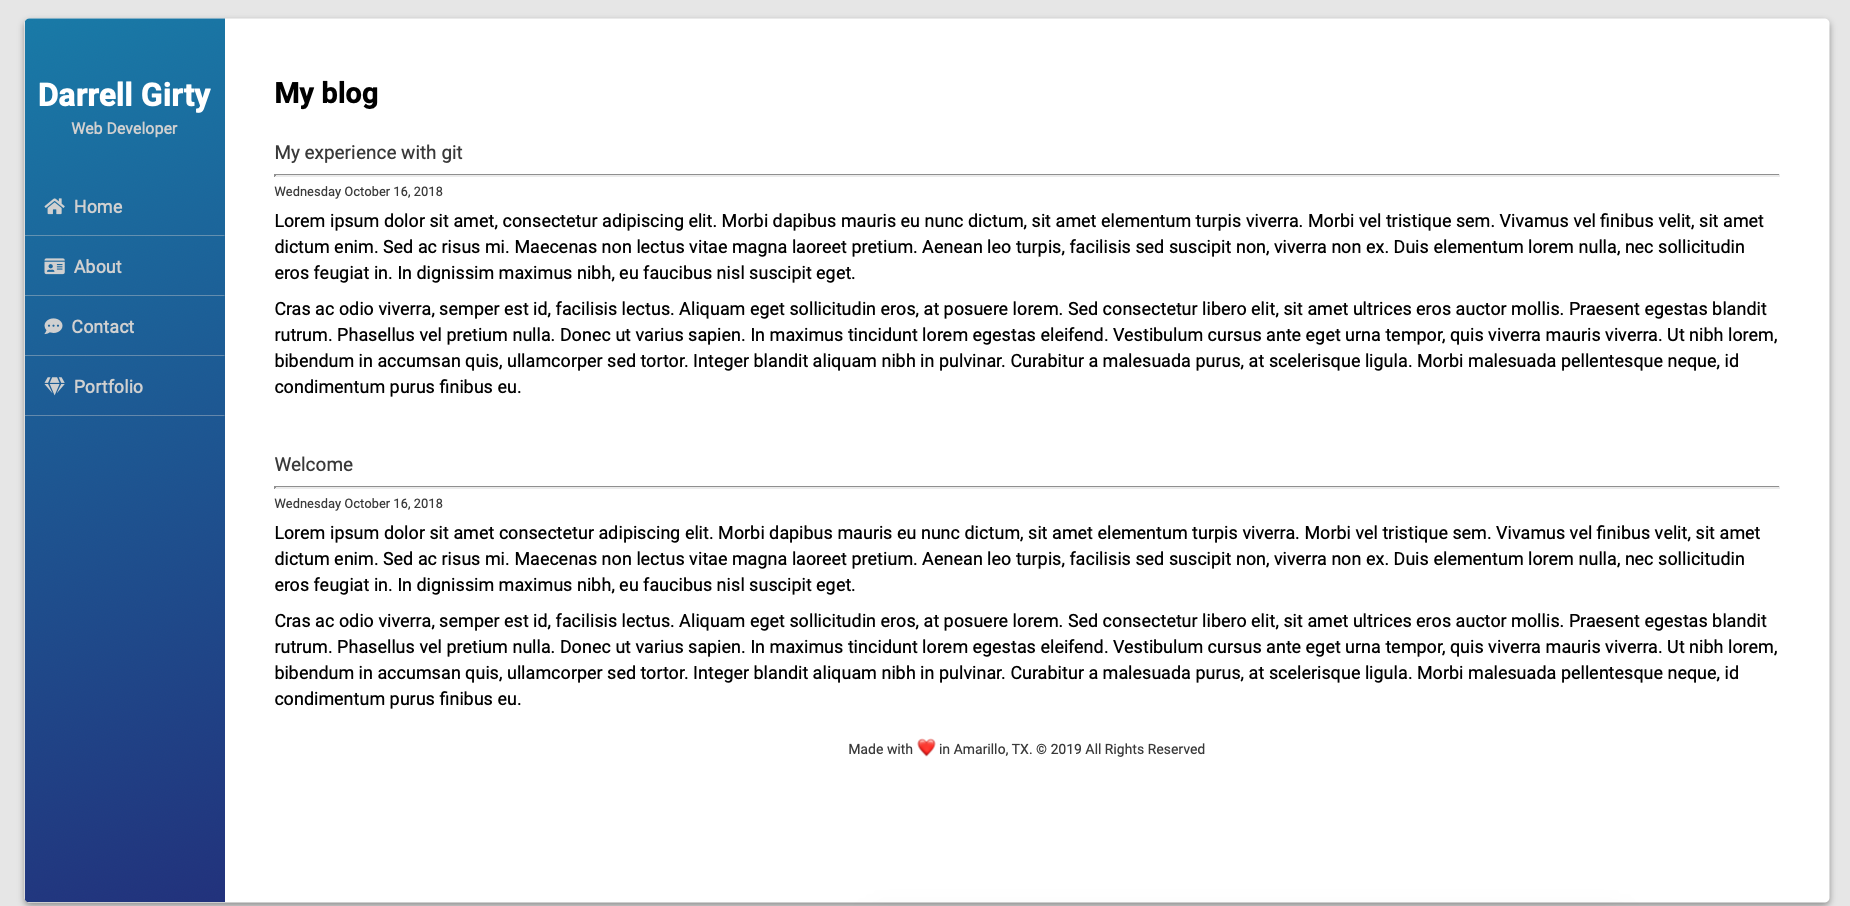 Darrell Girty
Web Developer
Home
About
Contact
Portfolio
My blog
My experience with git
Wednesday October 16, 2018
Lorem ipsum dolor sit amet, consectetur adipiscing elit. Morbi dapibus mauris eu nunc dictum, sit amet elementum turpis viverra. Morbi vel tristique sem. Vivamus vel finibus velit, sit amet
dictum enim. Sed ac risus mi. Maecenas non lectus vitae magna laoreet pretium. Aenean leo turpis, facilisis sed suscipit non, viverra non ex. Duis elementum lorem nulla, nec sollicitudin
eros feugiat in. In dignissim maximus nibh, eu faucibus nisl suscipit eget.
Cras ac odio viverra, semper est id, facilisis lectus. Aliquam eget sollicitudin eros, at posuere lorem. Sed consectetur libero elit, sit amet ultrices eros auctor mollis. Praesent egestas blandit
rutrum. Phasellus vel pretium nulla. Donec ut varius sapien. In maximus tincidunt lorem egestas eleifend. Vestibulum cursus ante eget urna tempor, quis viverra mauris viverra. Ut nibh lorem,
bibendum in accumsan quis, ullamcorper sed tortor. Integer blandit aliquam nibh in pulvinar. Curabitur a malesuada purus, at scelerisque ligula. Morbi malesuada pellentesque neque, id
condimentum purus finibus eu.
Welcome
Wednesday October 16, 2018
Lorem ipsum dolor sit amet consectetur adipiscing elit. Morbi dapibus mauris eu nunc dictum, sit amet elementum turpis viverra. Morbi vel tristique sem. Vivamus vel finibus velit, sit amet
dictum enim. Sed ac risus mi. Maecenas non lectus vitae magna laoreet pretium. Aenean leo turpis, facilisis sed suscipit non, viverra non ex. Duis elementum lorem nulla, nec sollicitudin
eros feugiat in. In dignissim maximus nibh, eu faucibus nisl suscipit eget.
Cras ac odio viverra, semper est id, facilisis lectus. Aliquam eget sollicitudin eros, at posuere lorem. Sed consectetur libero elit, sit amet ultrices eros auctor mollis. Praesent egestas blandit
rutrum. Phasellus vel pretium nulla. Donec ut varius sapien. In maximus tincidunt lorem egestas eleifend. Vestibulum cursus ante eget urna tempor, quis viverra mauris viverra. Ut nibh lorem,
bibendum in accumsan quis, ullamcorper sed tortor. Integer blandit aliquam nibh in pulvinar. Curabitur a malesuada purus, at scelerisque ligula. Morbi malesuada pellentesque neque, id
condimentum purus finibus eu.
Made with ❤️ in Amarillo, TX. © 2019 All Rights Reserved